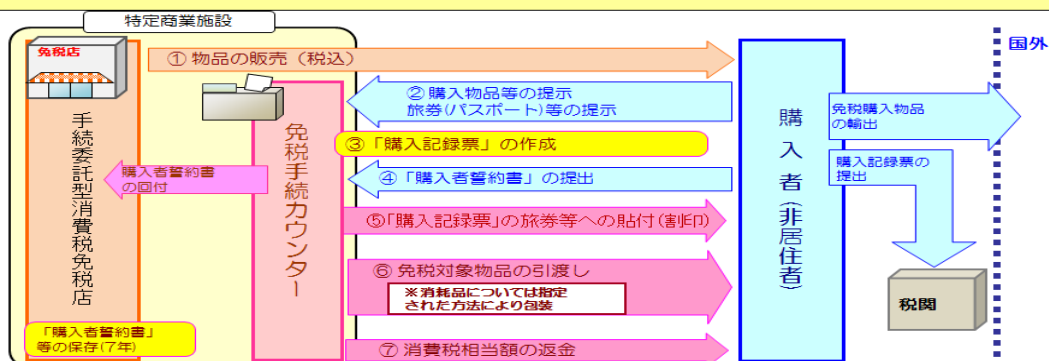 特定商業施設
免税店
手続委託型消費税免税店
「購入者誓約書」
等の保存(7年)
購入者誓約書
の回付
免税手続カウンター
① 物品の販売（税込）
② 購入物品等の提示
旅券(パスポート)等の提示
③「購入記録票」の作成
④「購入者誓約書」の提出
⑤「購入記録票」の旅券等への貼付(割印)
⑥ 免税対象物品の引渡し
※消耗品については指定
された方法により包装
⑦ 消費税相当額の返金
購入者(非居住者)
免税購入物品
の輸出
購入記録票の
提出
税関
国外